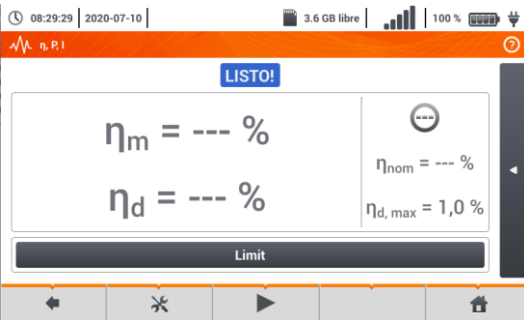 08:29:29 2020-07-10 3.6 GB libre 100 %
η, P, I ?
LISTO!
ηm = --- %
ηd = --- %
---
ηnom = --- %
ηd, max = 1,0 %
Limit